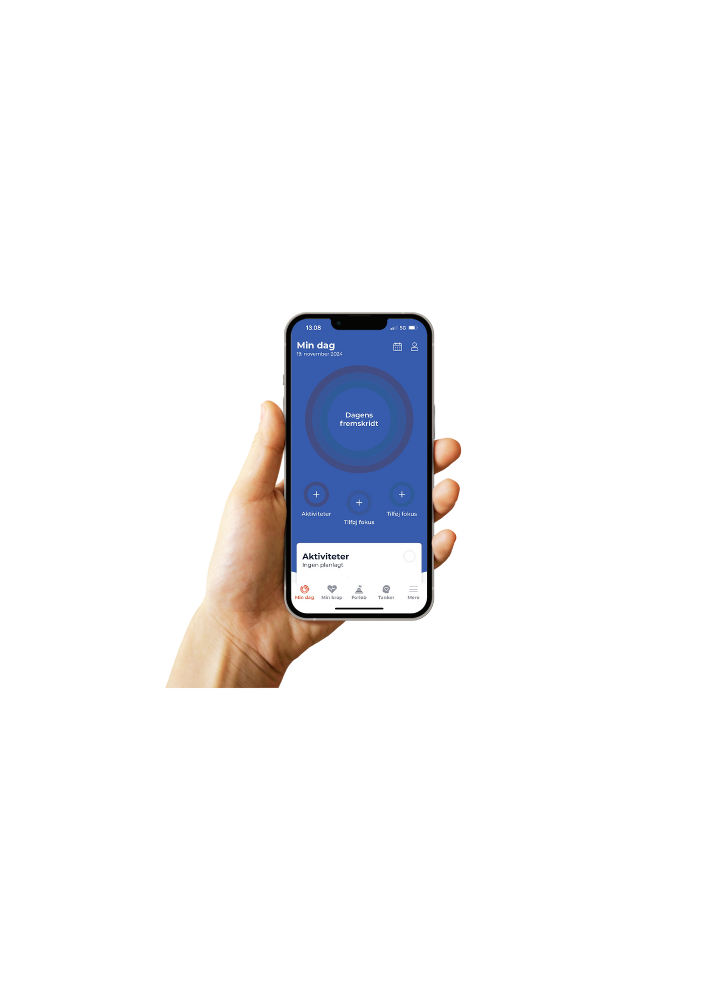 13.08
5G
Min dag
19. november 2024
Dagens
fremskridt
Aktiviteter
Tilføj fokus
Tilføj fokus
Aktiviteter
Ingen planlagt
Min dag
Min krop
Forløb
Tanker
Mere